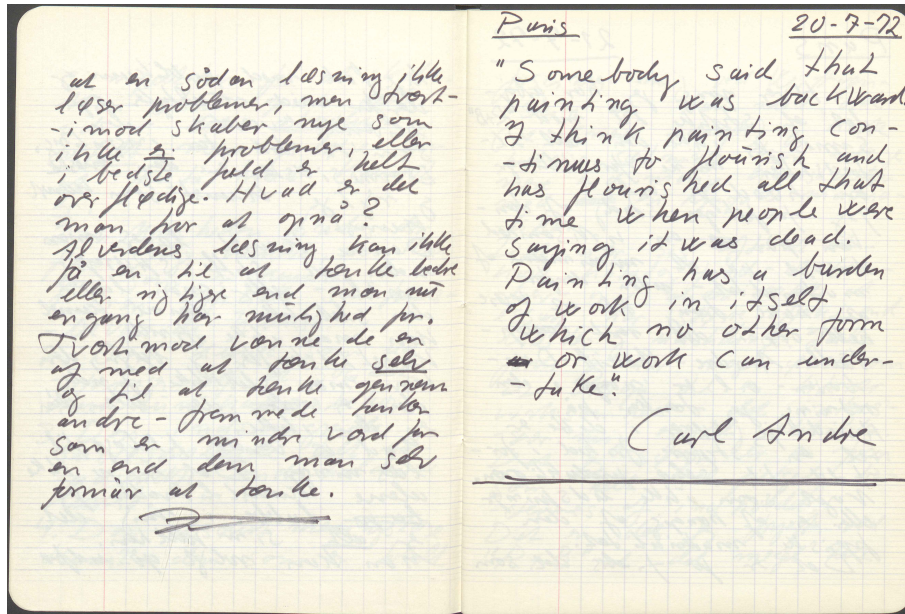 at en sådan læsning ikke
løser problemer, men tvært-
-imod skaber nye som
ikke er problemer, eller
i bedste fald er helt
overflødige. Hvad er det
man har at opnå?
Alverdens læsning kan ikke
få en til at tænke bedre
eller rigtigere end man nu
engang har mulighed for.
Tværtimod vænne de en
af med at tænke selv
og til at tænke gennem
andre - fremmede tanker
som er mindre værd for
en end dem man selv
formår at tænke.
Paris 20-7-72
"Somebody said that
painting was backward
I think painting con-
-tinues to flourish and
has flourished all that
time when people were
saying it was dead.
Painting has a burden
of work in itself
which no other form
or work can under-
-take".
Carl Andre